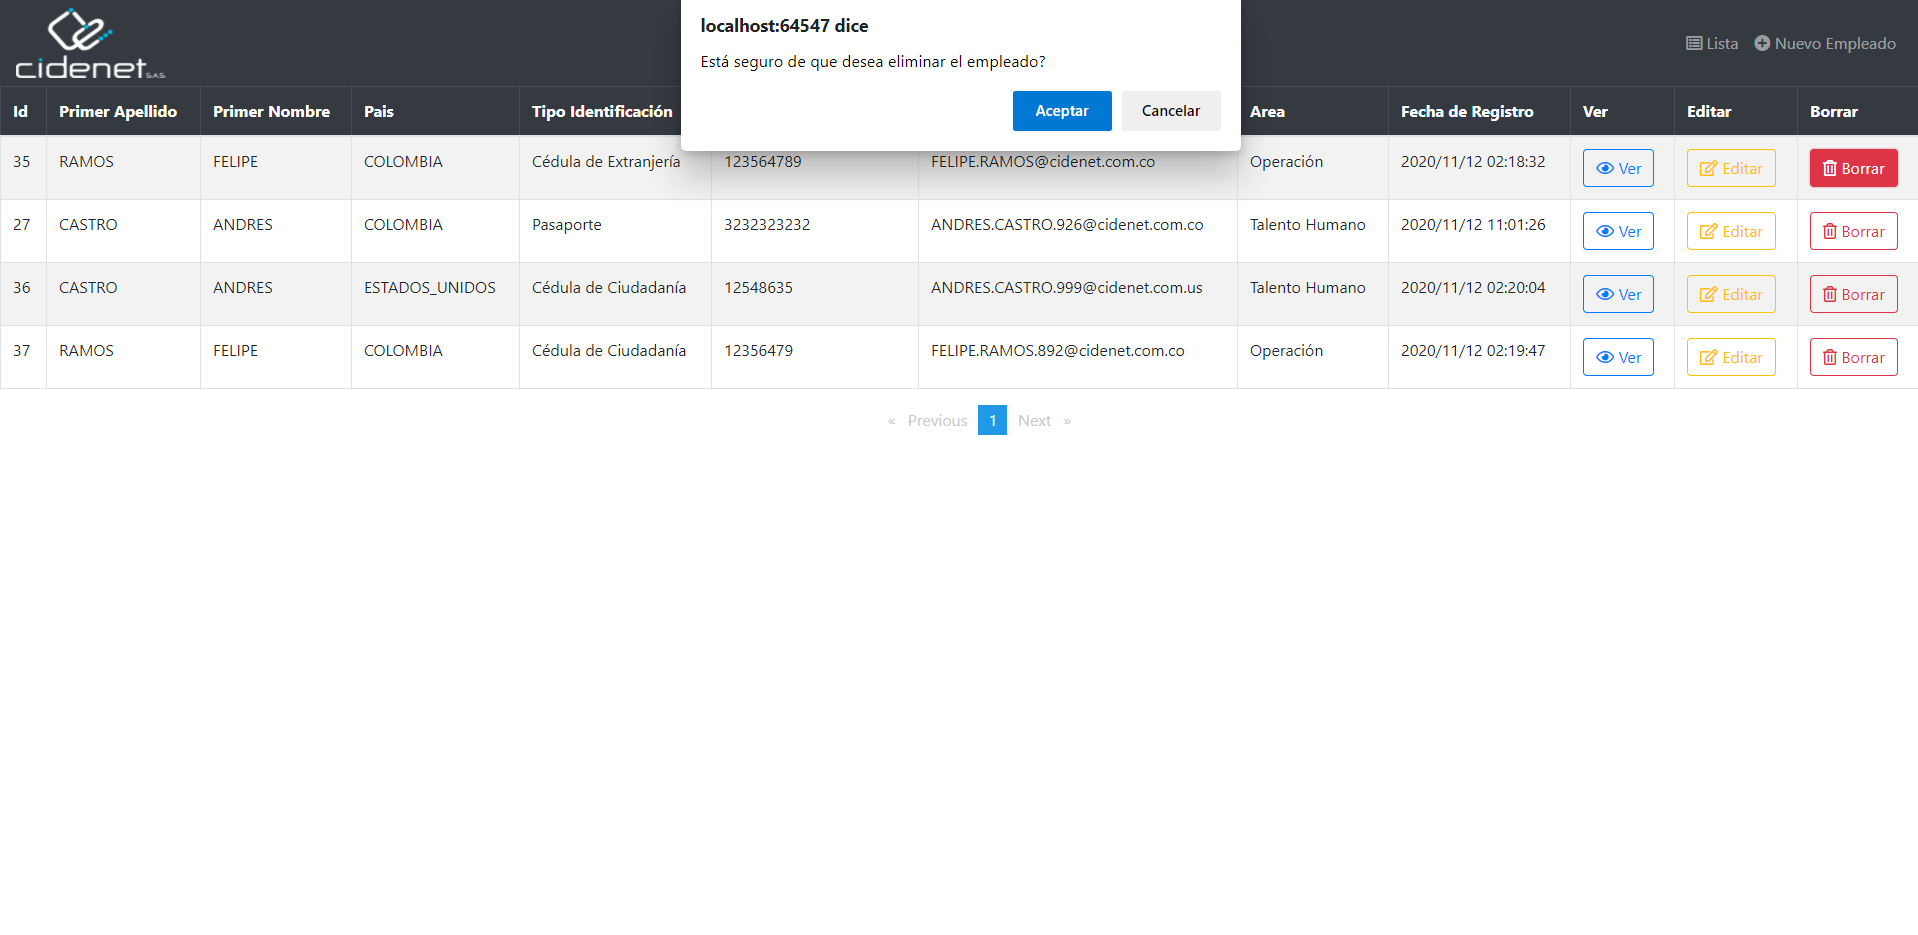 cidenet S.A.S.
localhost:64547 dice
Está seguro de que desea eliminar el empleado?
Aceptar Cancelar
Lista Nuevo Empleado
Id Primer Apellido Primer Nombre Pais Tipo Identificación Area Fecha de Registro Ver Editar Borrar
35 RAMOS FELIPE COLOMBIA Cédula de Extranjería 123564789 FELIPE.RAMOS@cidenet.com.co Operación 2020/11/12 02:18:32 Ver Editar Borrar
27 CASTRO ANDRES COLOMBIA Pasaporte 3232323232 ANDRES.CASTRO.926@cidenet.com.co Talento Humano 2020/11/12 11:01:26 Ver Editar Borrar
36 CASTRO ANDRES ESTADOS_UNIDOS Cédula de Ciudadanía 12548635 ANDRES.CASTRO.999@cidenet.com.us Talento Humano 2020/11/12 02:20:04 Ver Editar Borrar
37 RAMOS FELIPE COLOMBIA Cédula de Ciudadanía 12356479 FELIPE.RAMOS.892@cidenet.com.co Operación 2020/11/12 02:19:47 Ver Editar Borrar
« Previous 1 Next »